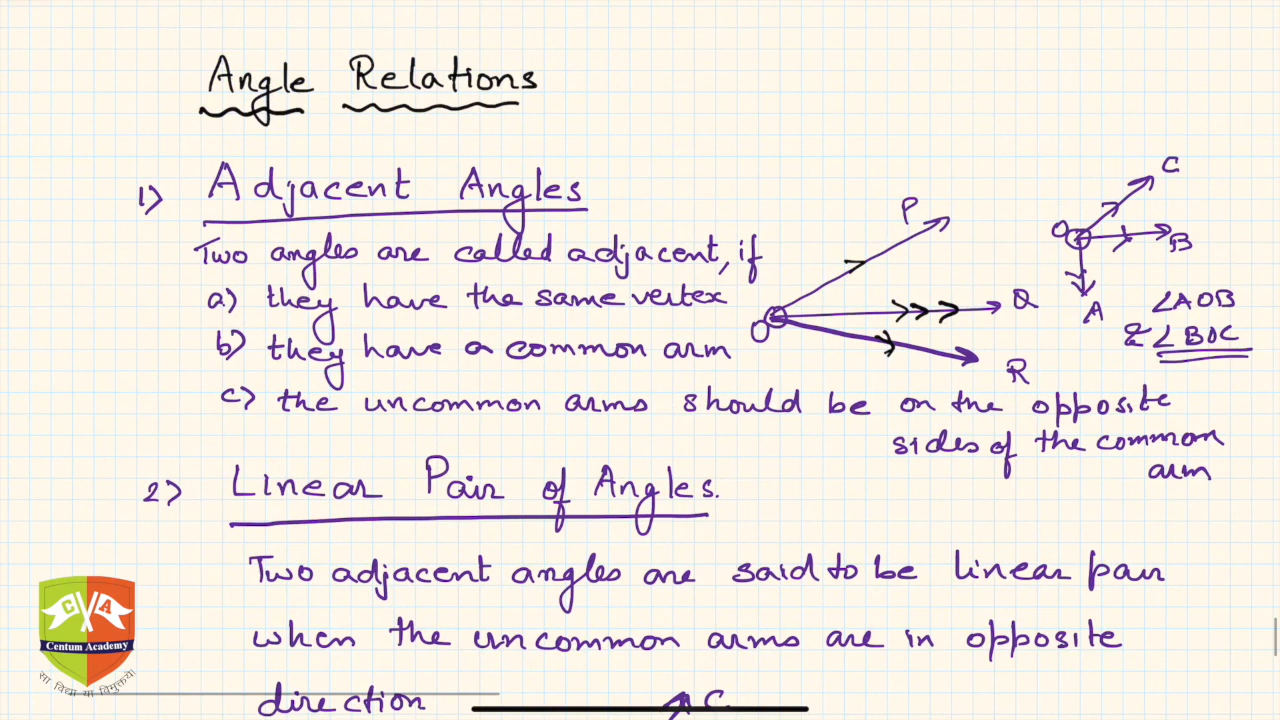 Angle Relations
1) Adjacent Angles
Two angles are called adjacent, if
a) they have the same vertex
b) they have a common arm
c) the uncommon arms should be on the opposite
sides of the common
arm
P
Q
R
O
C
O
B
A
∠AOB
& ∠BOC
2) Linear Pair of Angles.
Two adjacent angles are said to be linear pair
when the uncommon arms are in opposite
direction
C
C A
Centum Academy
सा विद्या या विमुक्तये